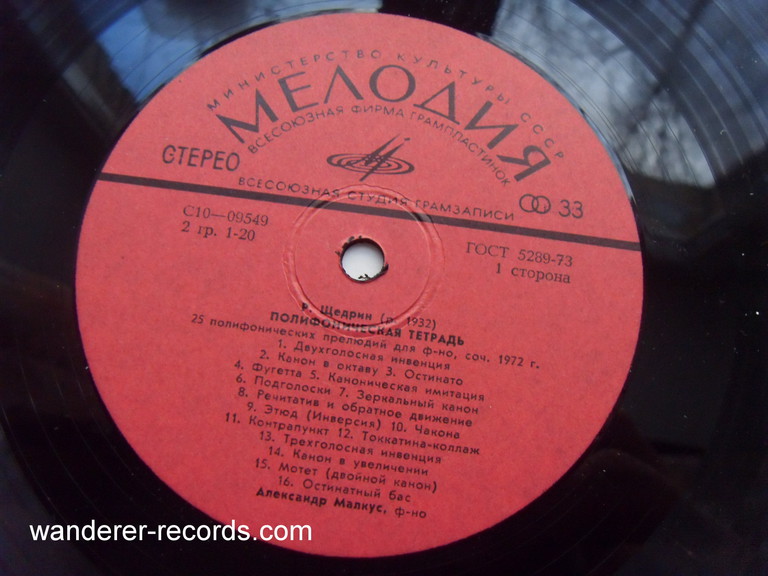 МИНИСТЕРСТВО КУЛЬТУРЫ СССР
МЕЛОДИЯ
ВСЕСОЮЗНАЯ ФИРМА ГРАМПЛАСТИНОК
СТЕРЕО
ВСЕСОЮЗНАЯ СТУДИЯ ГРАМЗАПИСИ
33
С10—09549
2 гр. 1-20
ГОСТ 5289-73
1 сторона
Р. Щедрин (р. 1932)
ПОЛИФОНИЧЕСКАЯ ТЕТРАДЬ
25 полифонических прелюдий для ф-но, соч. 1972 г.
1. Двухголосная инвенция
2. Канон в октаву 3. Остинато
4. Фугетта 5. Каноническая имитация
6. Подголоски 7. Зеркальный канон
8. Речитатив и обратное движение
9. Этюд (Инверсия) 10. Чакона
11. Контрапункт 12. Токкатина-коллаж
13. Трехголосная инвенция
14. Канон в увеличении
15. Мотет (двойной канон)
16. Остинатный бас
Александр Малкус, ф-но
wanderer-records.com